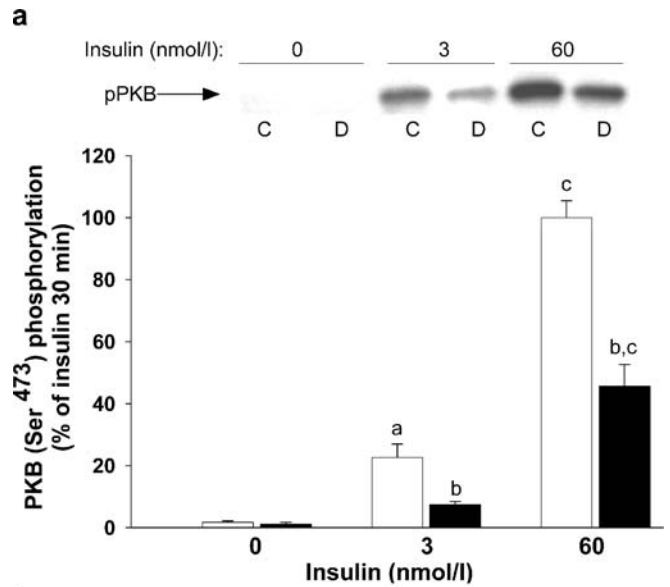 a
Insulin (nmol/l): 0 3 60
pPKB
C D C D C D
PKB (Ser 473) phosphorylation
(% of insulin 30 min)
120
100
80
60
40
20
0
a
b
c
b,c
0 3 60
Insulin (nmol/l)